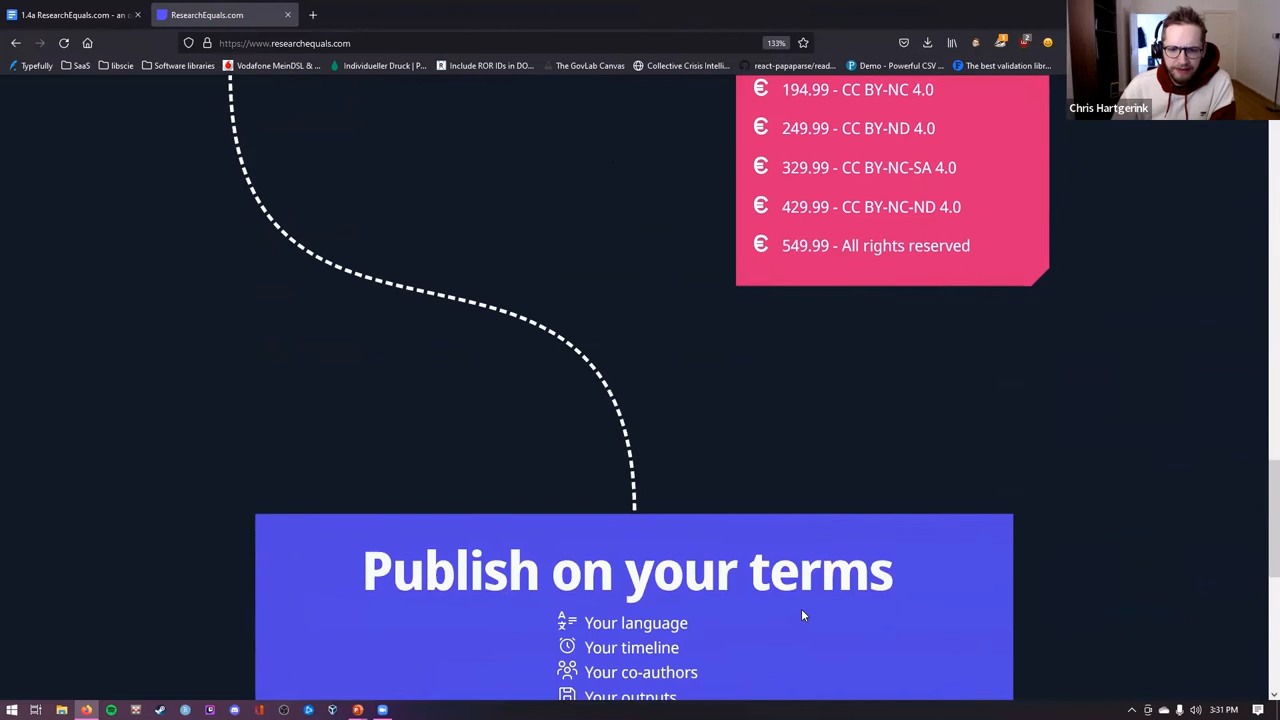 1.4a ResearchEquals.com - an
ResearchEquals.com
https://www.researchequals.com
133%
Typefully
libscie
Software libraries
Vodafone MeinDSL &...
Individueller Druck | P...
Include ROR IDs in DO...
The GovLab Canvas
Collective Crisis Intelli...
react-papaparse/read...
Demo - Powerful CSV ...
The best validation libr...
Chris Hartgerink
194.99 - CC BY-NC 4.0
249.99 - CC BY-ND 4.0
329.99 - CC BY-NC-SA 4.0
429.99 - CC BY-NC-ND 4.0
549.99 - All rights reserved
Publish on your terms
Your language
Your timeline
Your co-authors
Your outputs
3:31 PM